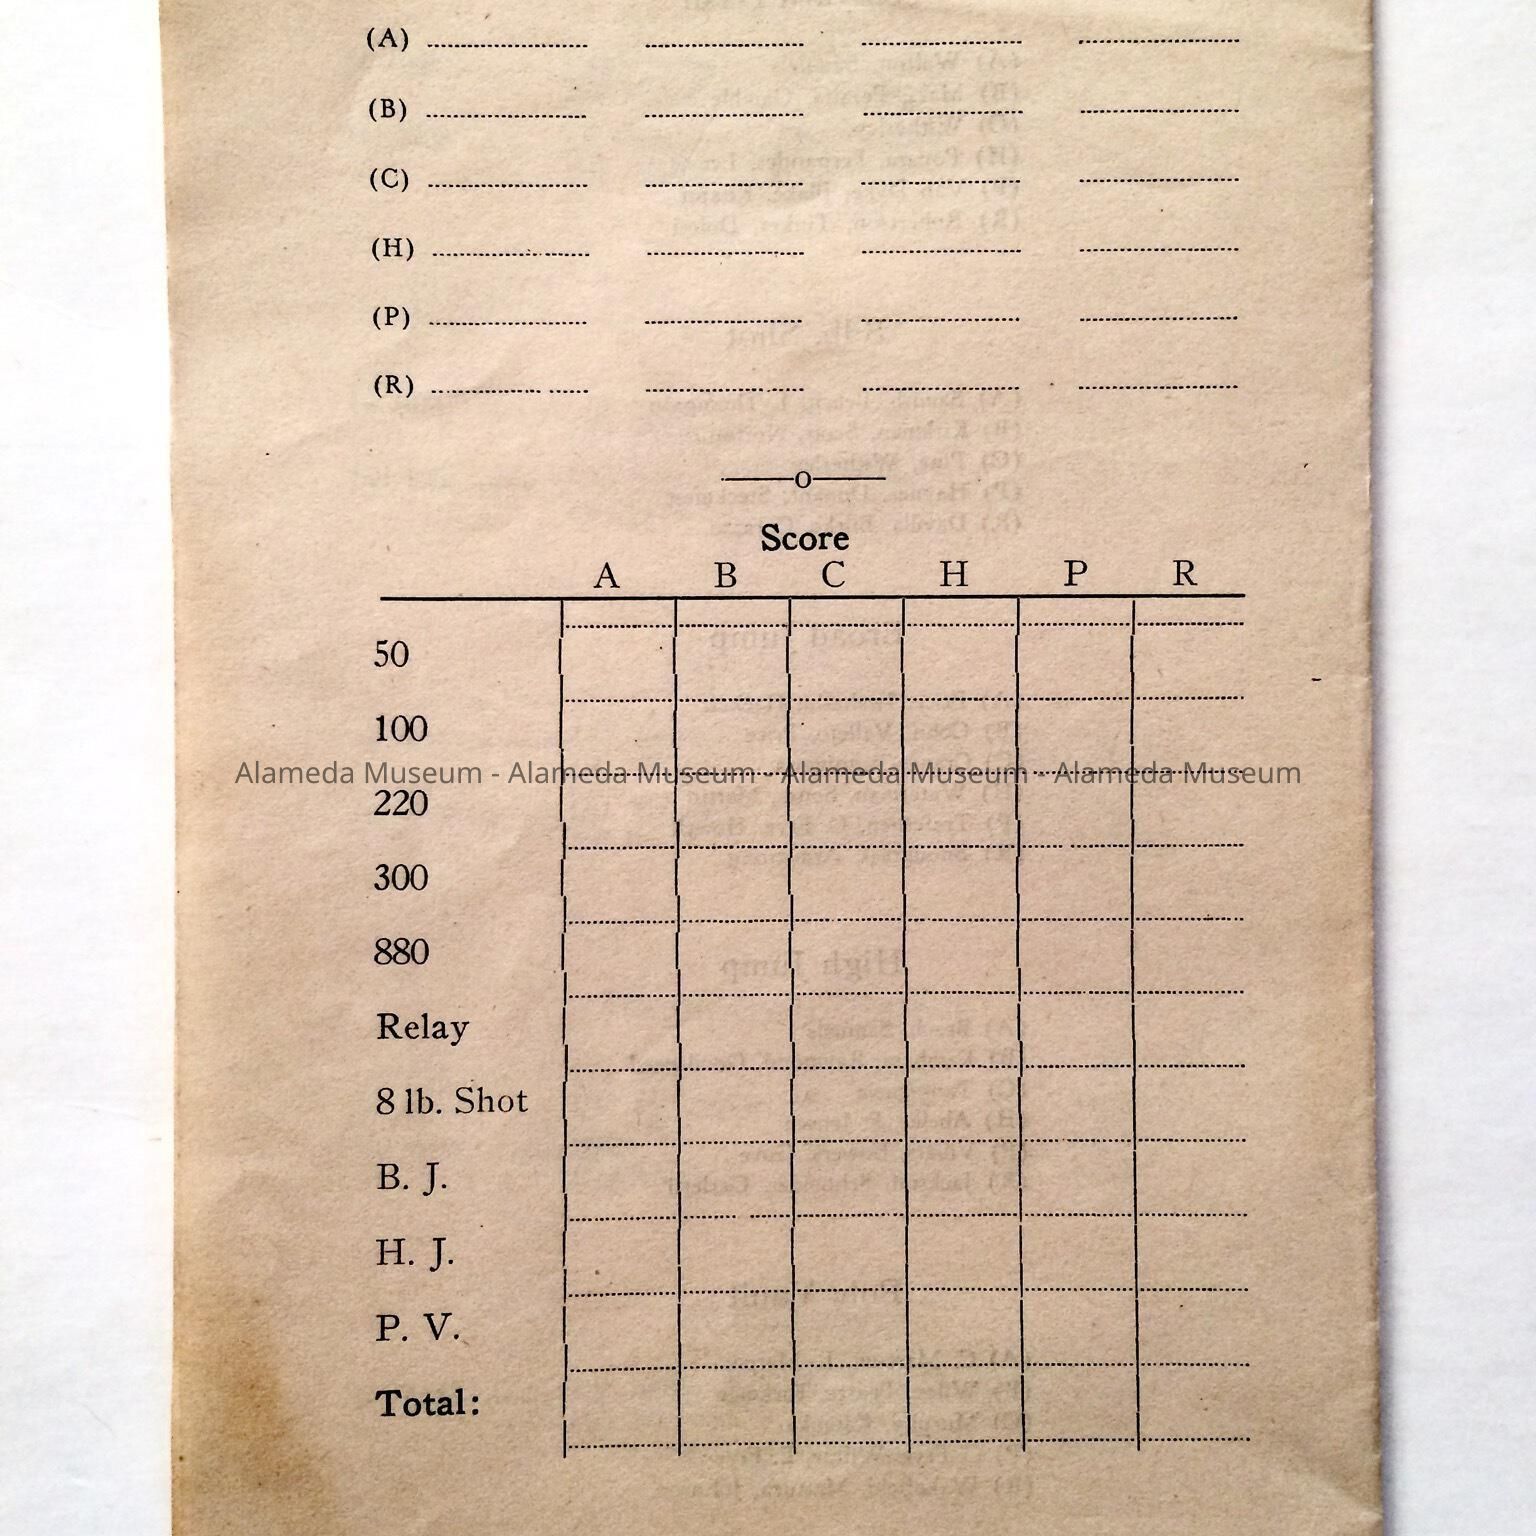 (A)
(B)
(C)
(H)
(P)
(R)
o
Score
A B C H P R
50
100
Alameda Museum - Alameda Museum - Alameda Museum - Alameda Museum
220
300
880
Relay
8 lb. Shot
B. J.
H. J.
P. V.
Total: